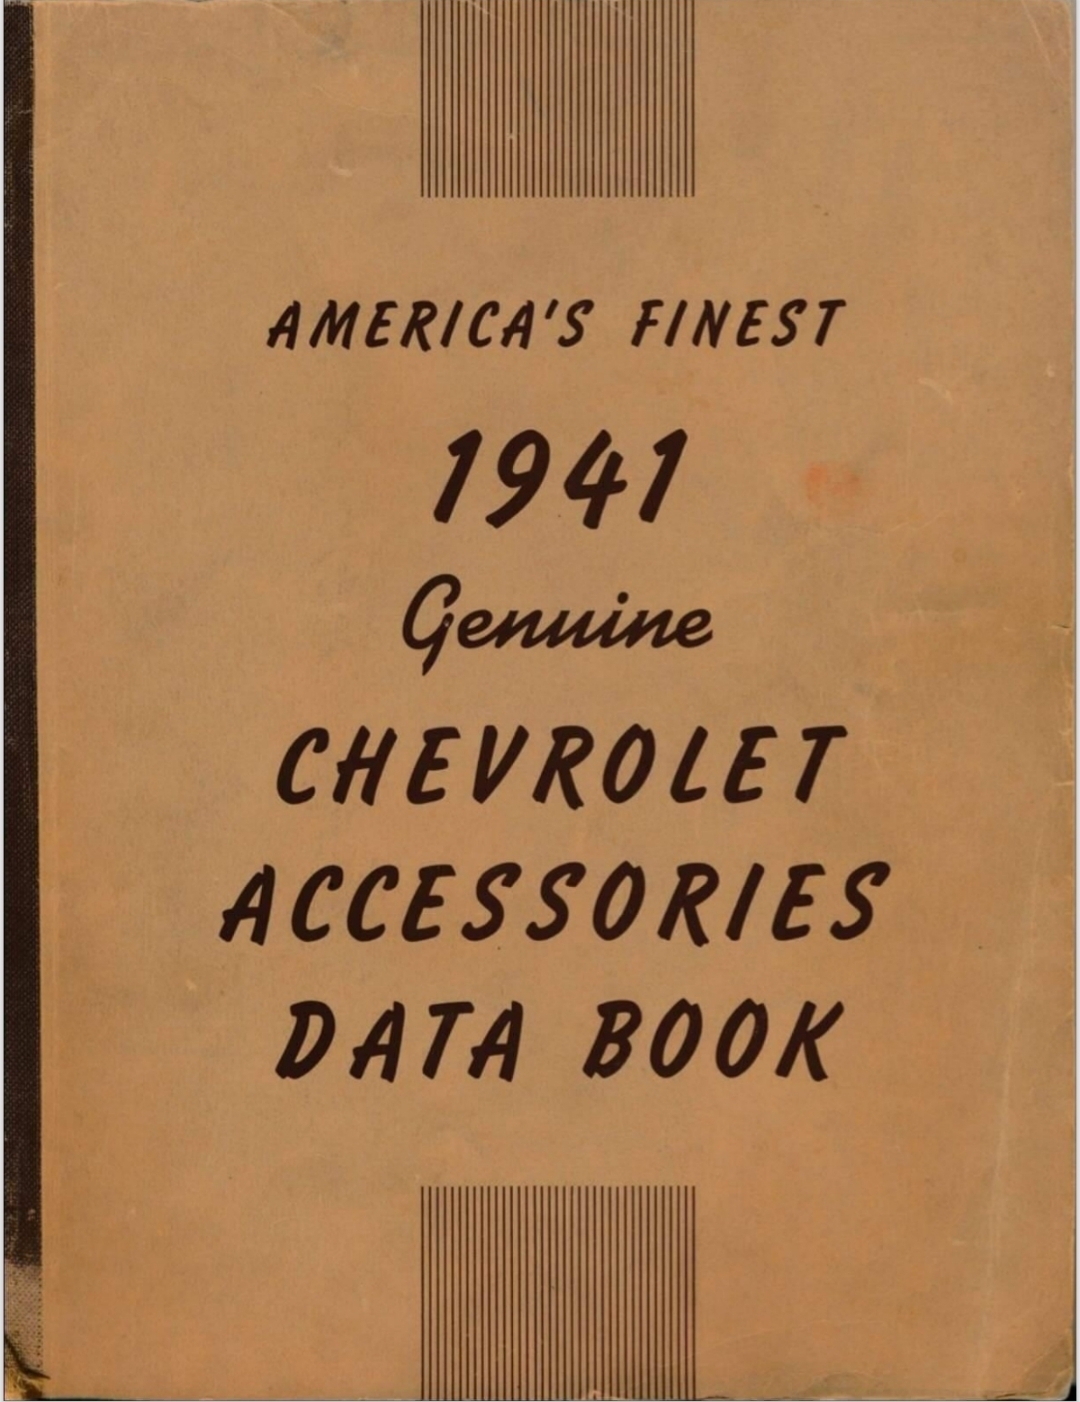 AMERICA'S FINEST
1941
Genuine
CHEVROLET
ACCESSORIES
DATA BOOK